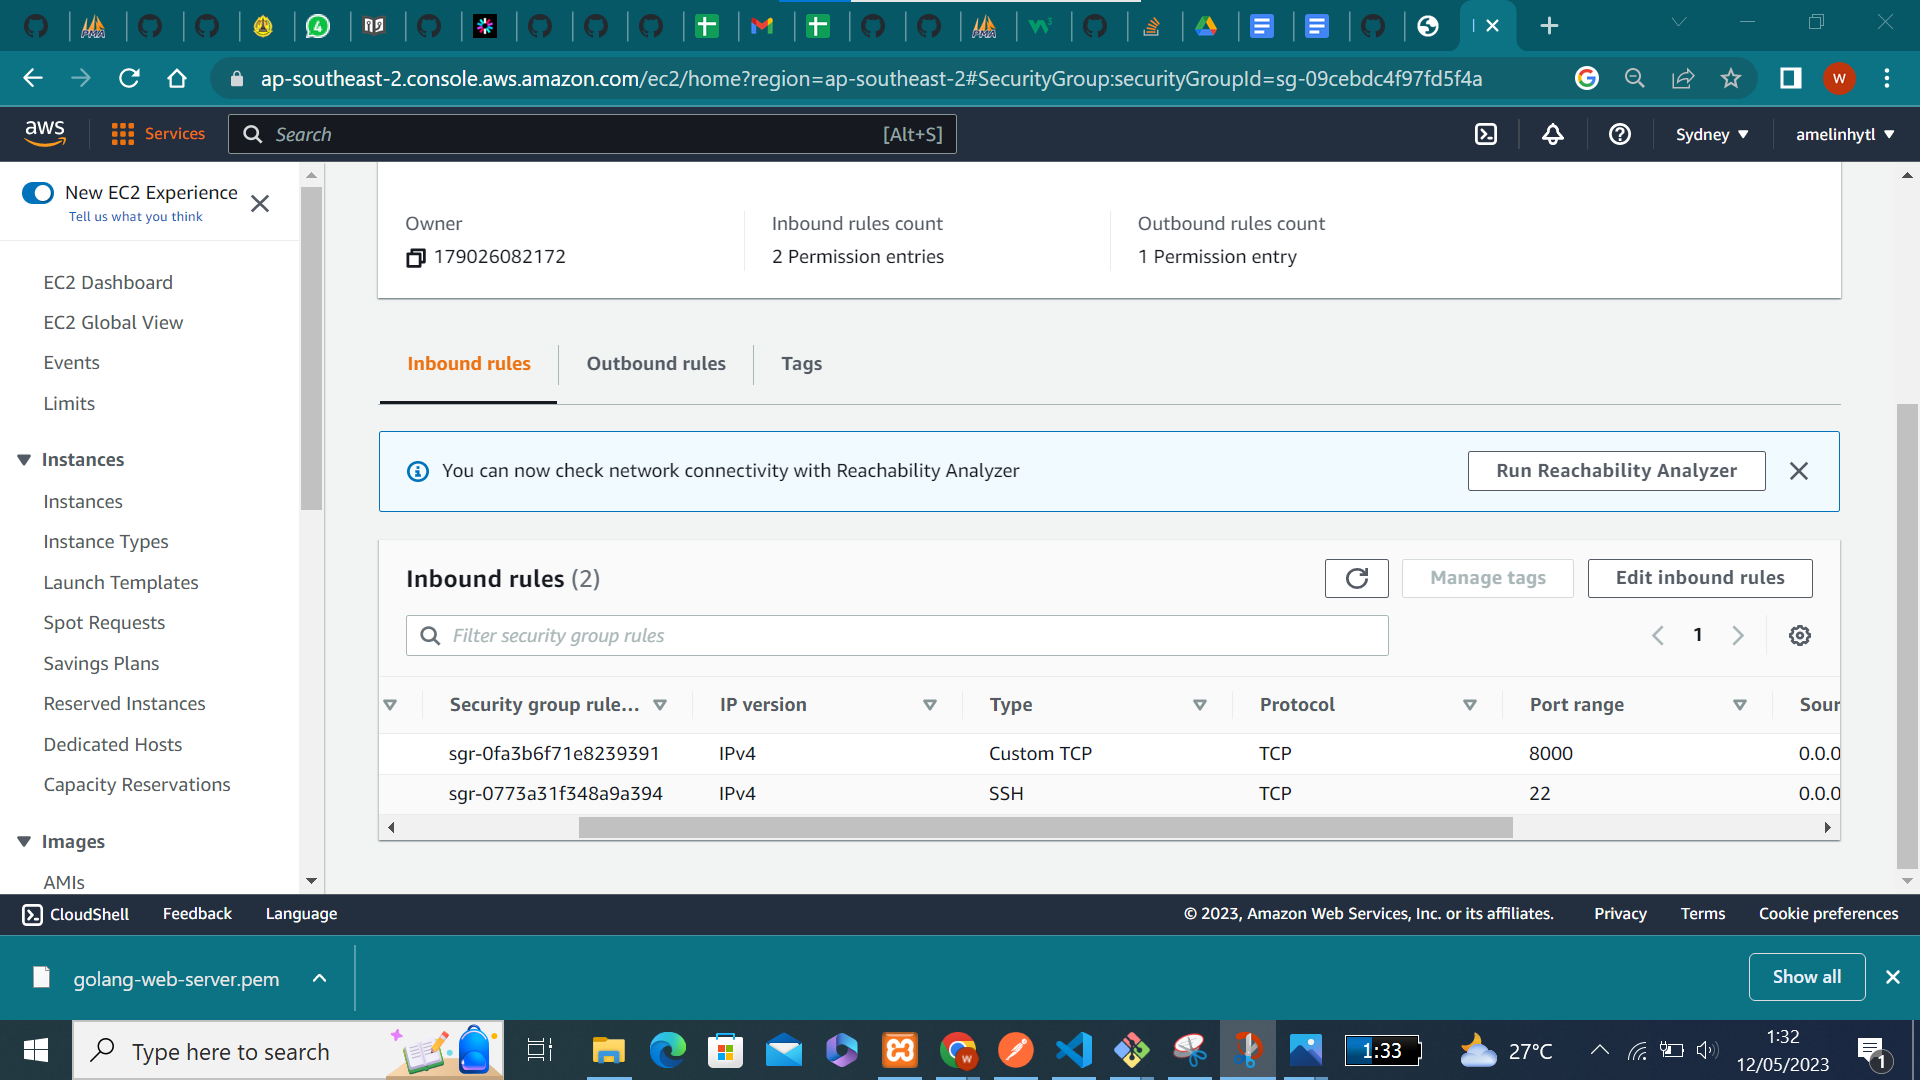 4
ap-southeast-2.console.aws.amazon.com/ec2/home?region=ap-southeast-2#SecurityGroup:securityGroupId=sg-09cebdc4f97fd5f4a
W
aws
Services
Search
[Alt+S]
Sydney
amelinhytl
New EC2 Experience
Tell us what you think
EC2 Dashboard
EC2 Global View
Events
Limits
Instances
Instances
Instance Types
Launch Templates
Spot Requests
Savings Plans
Reserved Instances
Dedicated Hosts
Capacity Reservations
Images
AMIs
Owner
179026082172
Inbound rules count
2 Permission entries
Outbound rules count
1 Permission entry
Inbound rules
Outbound rules
Tags
You can now check network connectivity with Reachability Analyzer
Run Reachability Analyzer
Inbound rules (2)
Manage tags
Edit inbound rules
Filter security group rules
1
Security group rule... IP version Type Protocol Port range Sour
sgr-0fa3b6f71e8239391 IPv4 Custom TCP TCP 8000 0.0.0
sgr-0773a31f348a9a394 IPv4 SSH TCP 22 0.0.0
CloudShell
Feedback
Language
© 2023, Amazon Web Services, Inc. or its affiliates.
Privacy
Terms
Cookie preferences
golang-web-server.pem
Show all
Type here to search
1:33
27°C
1:32
12/05/2023
1